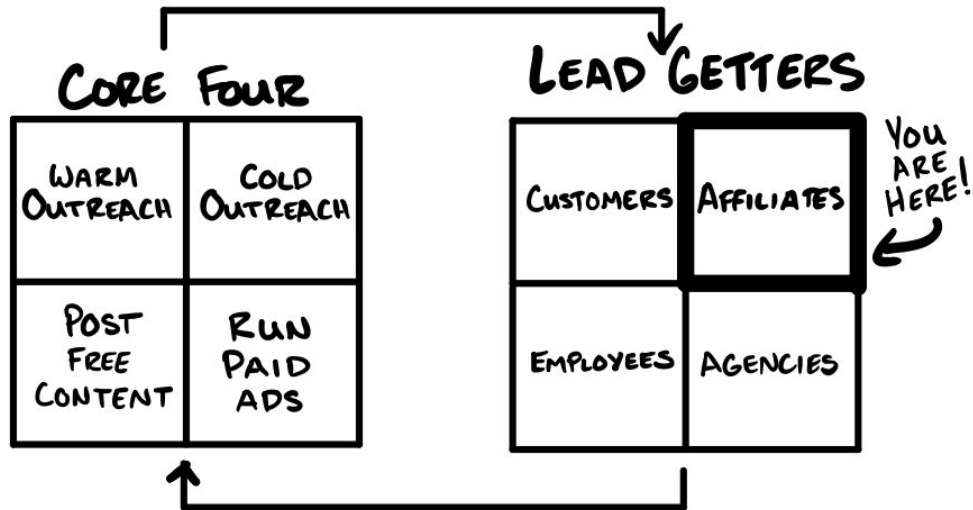 CORE FOUR
WARM
OUTREACH
COLD
OUTREACH
POST
FREE
CONTENT
RUN
PAID
ADS
LEAD GETTERS
CUSTOMERS
AFFILIATES
EMPLOYEES
AGENCIES
YOU
ARE
HERE!